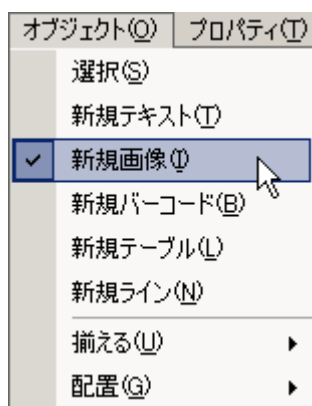 オブジェクト(O) プロパティ(T)
選択(S)
新規テキスト(T)
新規画像(I)
新規バーコード(B)
新規テーブル(L)
新規ライン(N)
揃える(U)
配置(G)